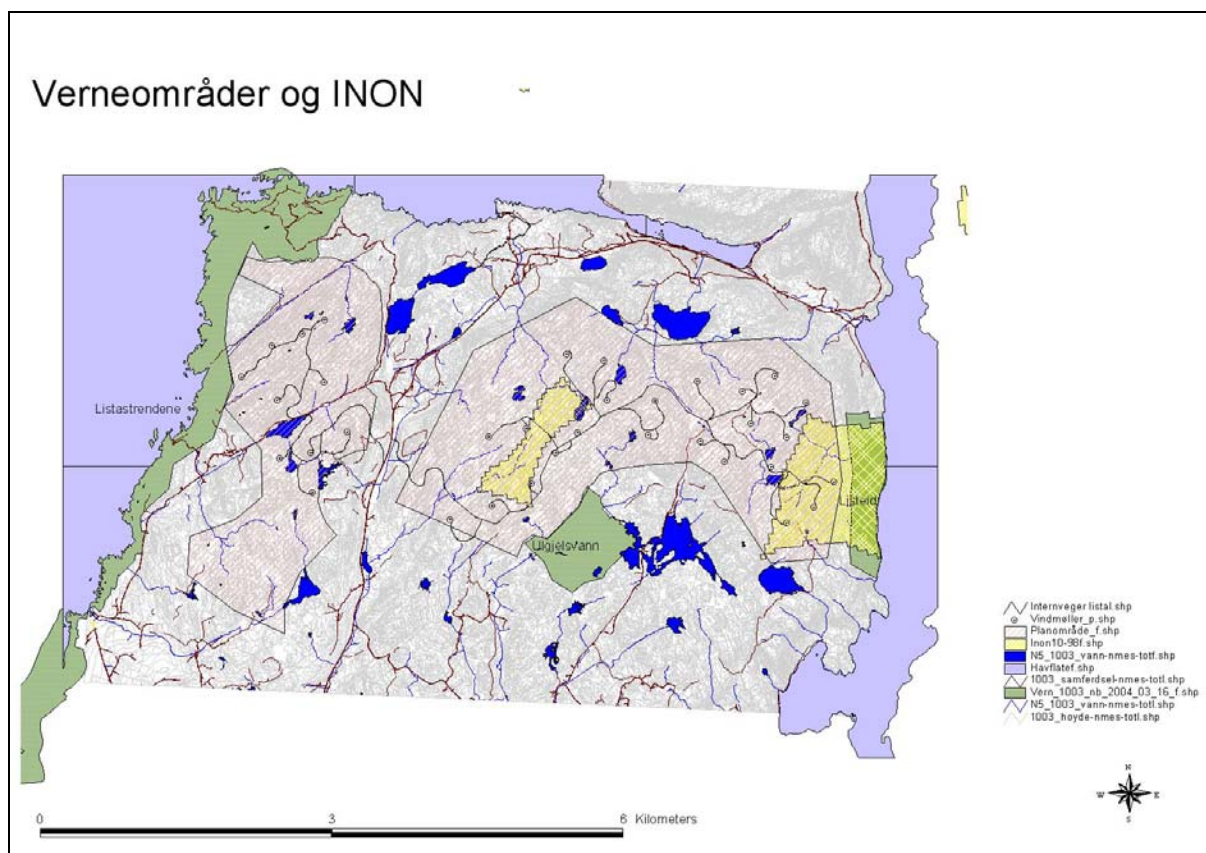 Verneområder og INON
Listastrendene
Ulgjelsvann
Listeid
Internveger listal.shp
Vindmøller_p.shp
Planområde_f.shp
Inon10-98f.shp
N5_1003_vann-nmes-totf.shp
Havflatef.shp
1003_samferdsel-nmes-totl.shp
Vern_1003_nb_2004_03_16_f.shp
N5_1003_vann-nmes-totl.shp
1003_hoyde-nmes-totl.shp
N
W E
S
0 3 6 Kilometers